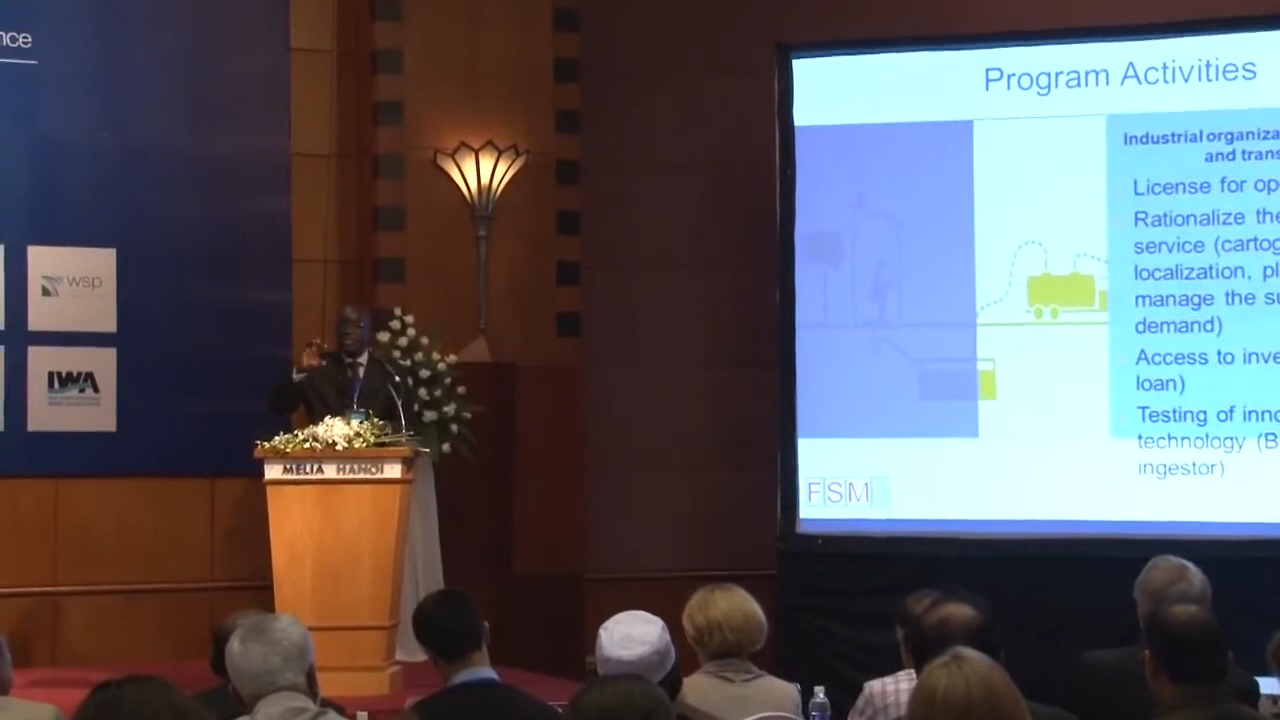 nce
wsp
IWA
MELIÃ HANOI
Program Activities
Industrial organiza
and trans
License for op
Rationalize the
service (cartog
localization, pl
manage the su
demand)
Access to inve
loan)
Testing of inno
technology (B
ingestor)
FSM